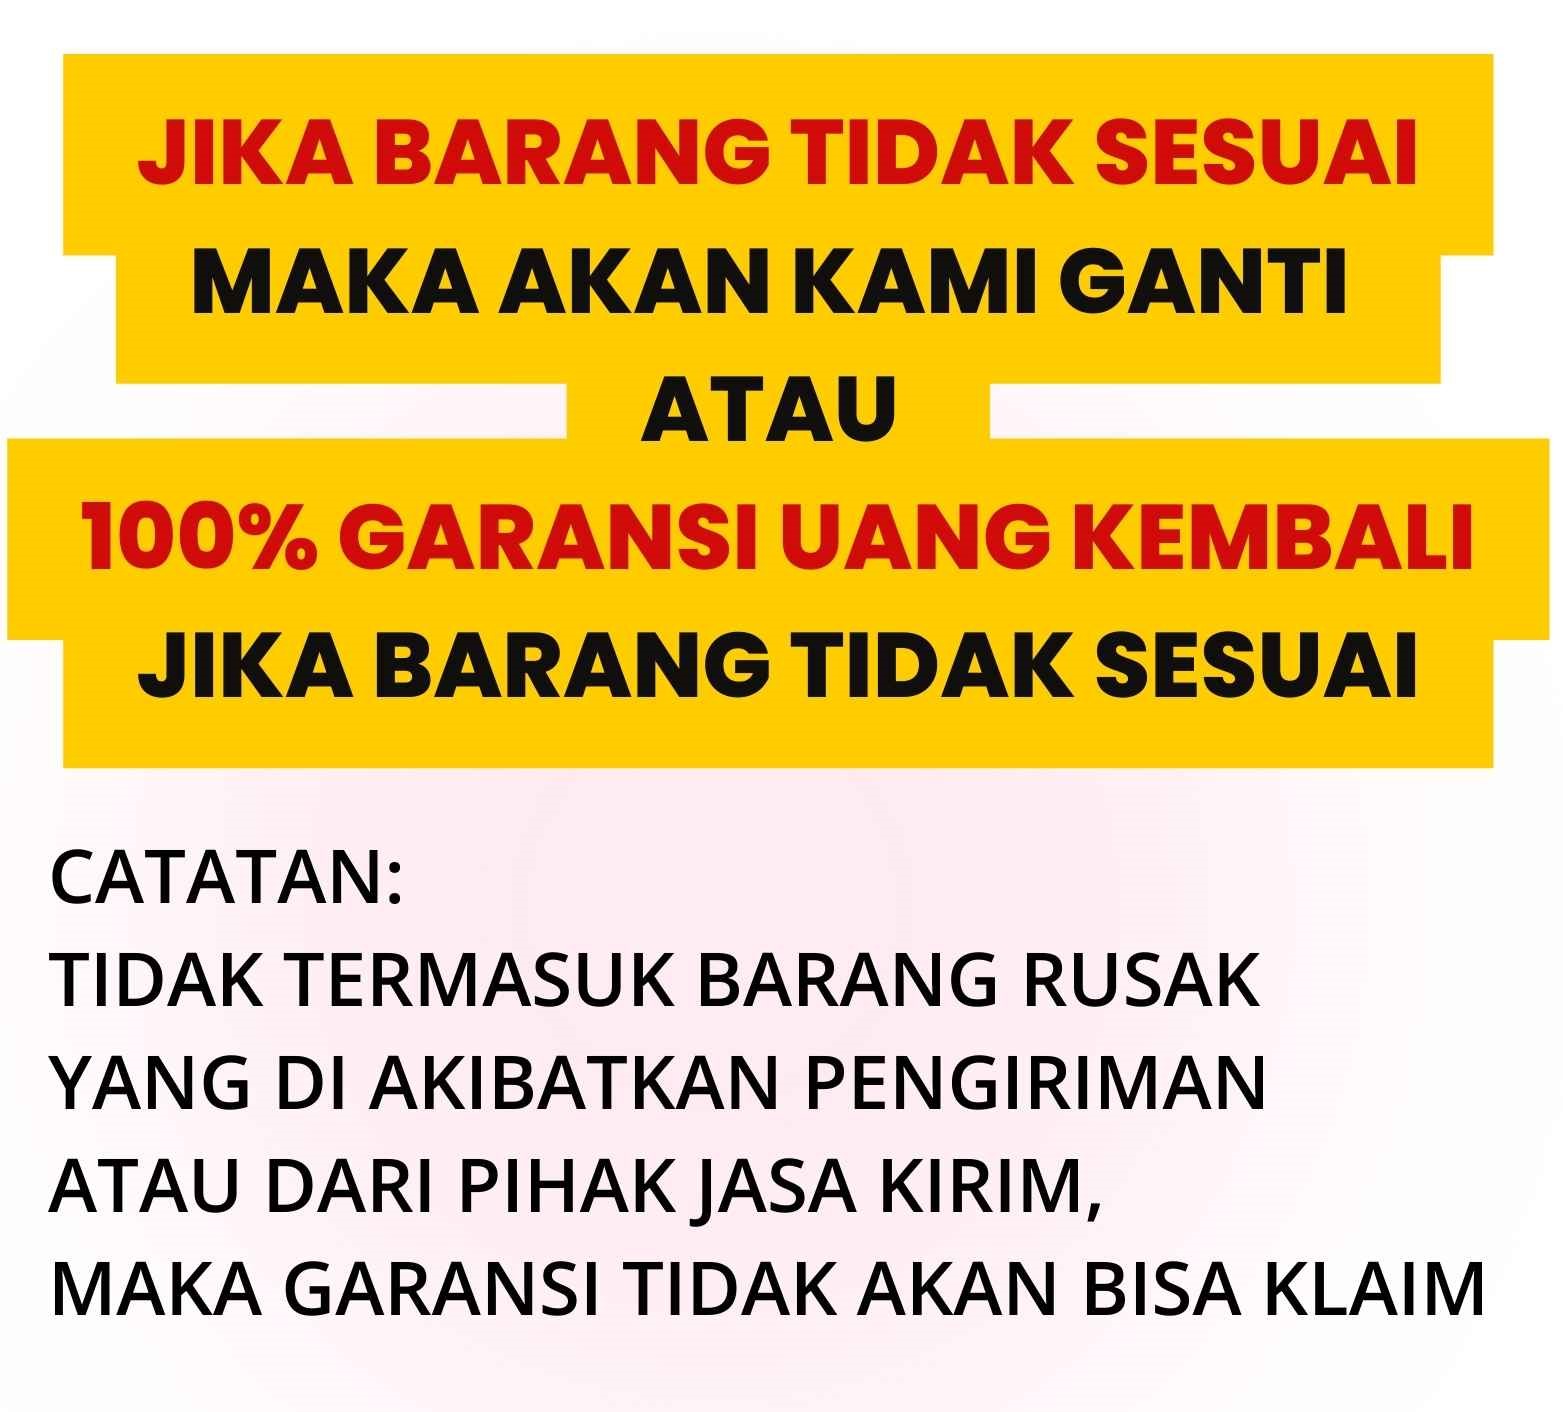 JIKA BARANG TIDAK SESUAI
MAKA AKAN KAMI GANTI
ATAU
100% GARANSI UANG KEMBALI
JIKA BARANG TIDAK SESUAI
CATATAN:
TIDAK TERMASUK BARANG RUSAK
YANG DI AKIBATKAN PENGIRIMAN
ATAU DARI PIHAK JASA KIRIM,
MAKA GARANSI TIDAK AKAN BISA KLAIM